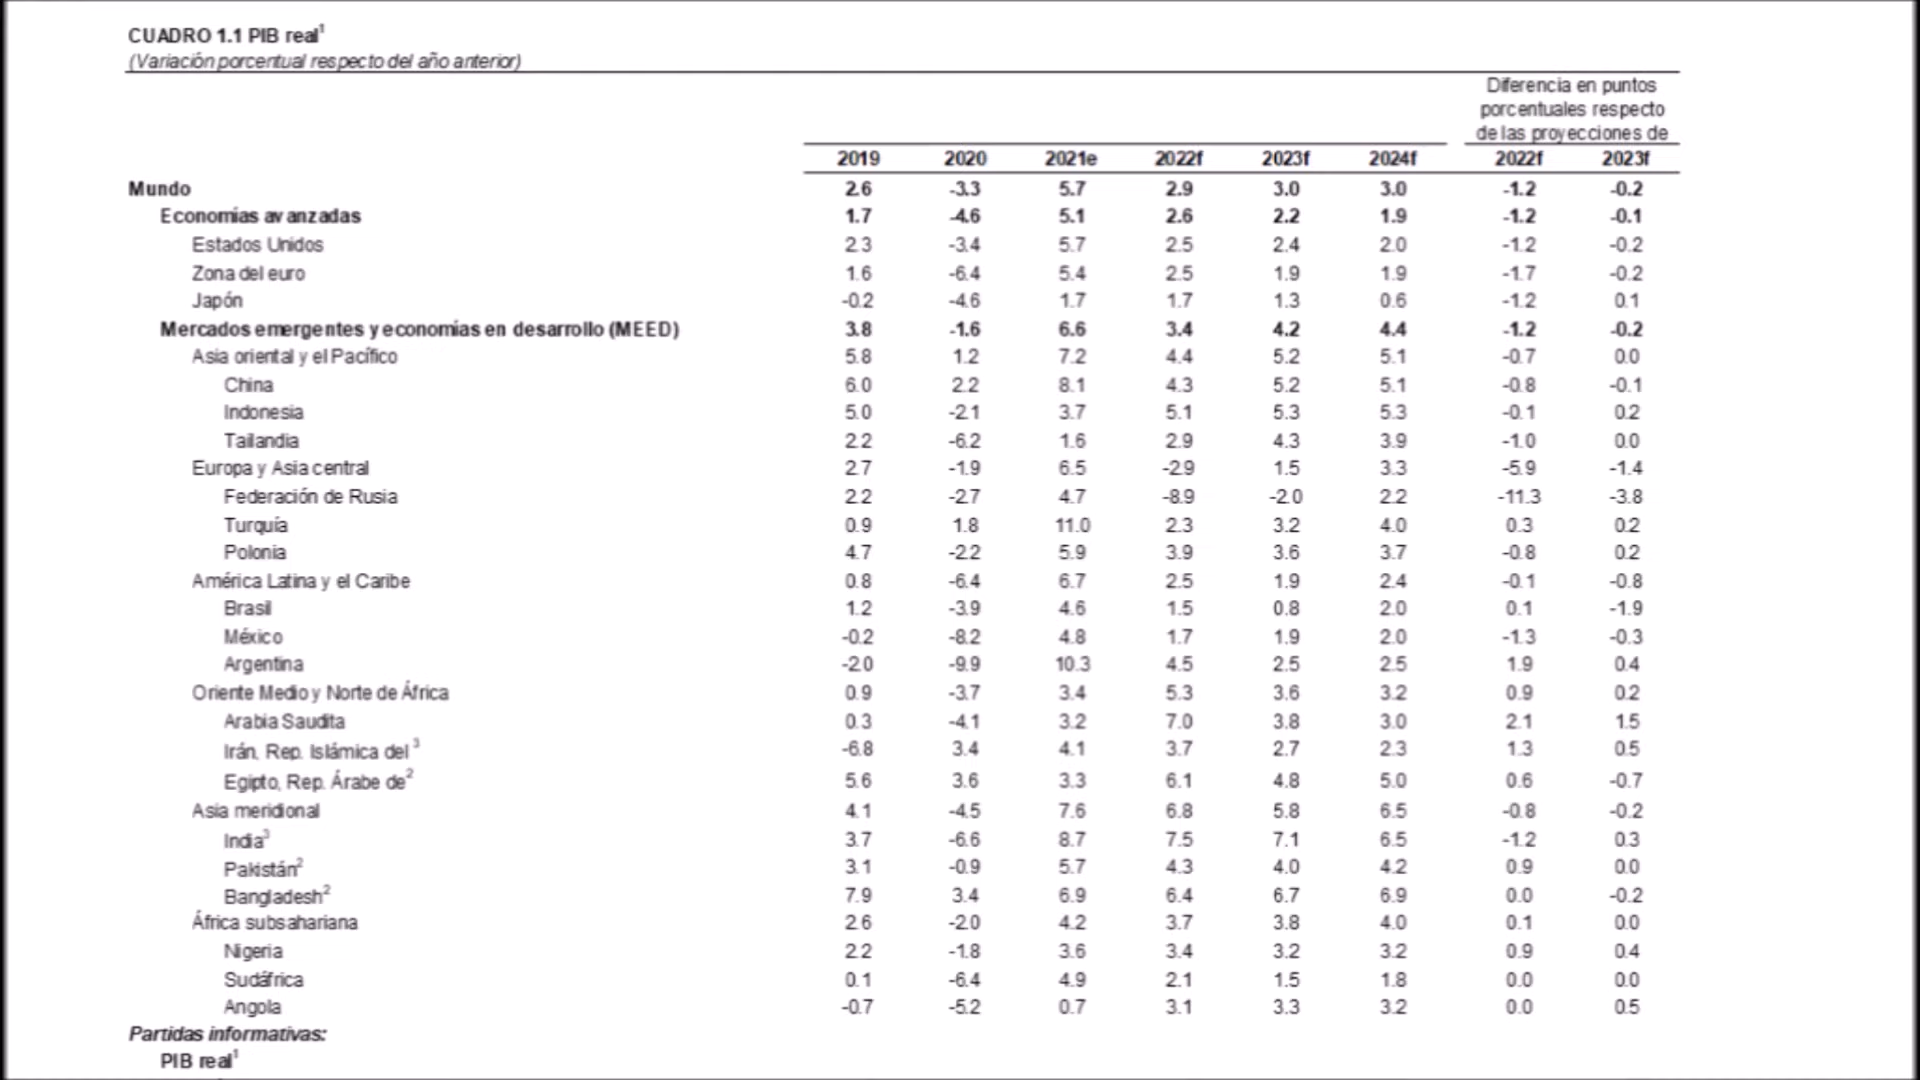 CUADRO 1.1 PIB real¹
(Variación porcentual respecto del año anterior)
Diferencia en puntos
porcentuales respecto
de las proyecciones de
2019 2020 2021e 2022f 2023f 2024f 2022f 2023f
Mundo 2.6 -3.3 5.7 2.9 3.0 3.0 -1.2 -0.2
Economías avanzadas 1.7 -4.6 5.1 2.6 2.2 1.9 -1.2 -0.1
Estados Unidos 2.3 -3.4 5.7 2.5 2.4 2.0 -1.2 -0.2
Zona del euro 1.6 -6.4 5.4 2.5 1.9 1.9 -1.7 -0.2
Japón -0.2 -4.6 1.7 1.7 1.3 0.6 -1.2 0.1
Mercados emergentes y economías en desarrollo (MEED) 3.8 -1.6 6.6 3.4 4.2 4.4 -1.2 -0.2
Asia oriental y el Pacífico 5.8 1.2 7.2 4.4 5.2 5.1 -0.7 0.0
China 6.0 2.2 8.1 4.3 5.2 5.1 -0.8 -0.1
Indonesia 5.0 -2.1 3.7 5.1 5.3 5.3 -0.1 0.2
Tailandia 2.2 -6.2 1.6 2.9 4.3 3.9 -1.0 0.0
Europa y Asia central 2.7 -1.9 6.5 -2.9 1.5 3.3 -5.9 -1.4
Federación de Rusia 2.2 -2.7 4.7 -8.9 -2.0 2.2 -11.3 -3.8
Turquía 0.9 1.8 11.0 2.3 3.2 4.0 0.3 0.2
Polonia 4.7 -2.2 5.9 3.9 3.6 3.7 -0.8 0.2
América Latina y el Caribe 0.8 -6.4 6.7 2.5 1.9 2.4 -0.1 -0.8
Brasil 1.2 -3.9 4.6 1.5 0.8 2.0 0.1 -1.9
México -0.2 -8.2 4.8 1.7 1.9 2.0 -1.3 -0.3
Argentina -2.0 -9.9 10.3 4.5 2.5 2.5 1.9 0.4
Oriente Medio y Norte de África 0.9 -3.7 3.4 5.3 3.6 3.2 0.9 0.2
Arabia Saudita 0.3 -4.1 3.2 7.0 3.8 3.0 2.1 1.5
Irán, Rep. Islámica del ³ -6.8 3.4 4.1 3.7 2.7 2.3 1.3 0.5
Egipto, Rep. Árabe de² 5.6 3.6 3.3 6.1 4.8 5.0 0.6 -0.7
Asia meridional 4.1 -4.5 7.6 6.8 5.8 6.5 -0.8 -0.2
India³ 3.7 -6.6 8.7 7.5 7.1 6.5 -1.2 0.3
Pakistán² 3.1 -0.9 5.7 4.3 4.0 4.2 0.9 0.0
Bangladesh² 7.9 3.4 6.9 6.4 6.7 6.9 0.0 -0.2
África subsahariana 2.6 -2.0 4.2 3.7 3.8 4.0 0.1 0.0
Nigeria 2.2 -1.8 3.6 3.4 3.2 3.2 0.9 0.4
Sudáfrica 0.1 -6.4 4.9 2.1 1.5 1.8 0.0 0.0
Angola -0.7 -5.2 0.7 3.1 3.3 3.2 0.0 0.5
Partidas informativas:
PIB real¹